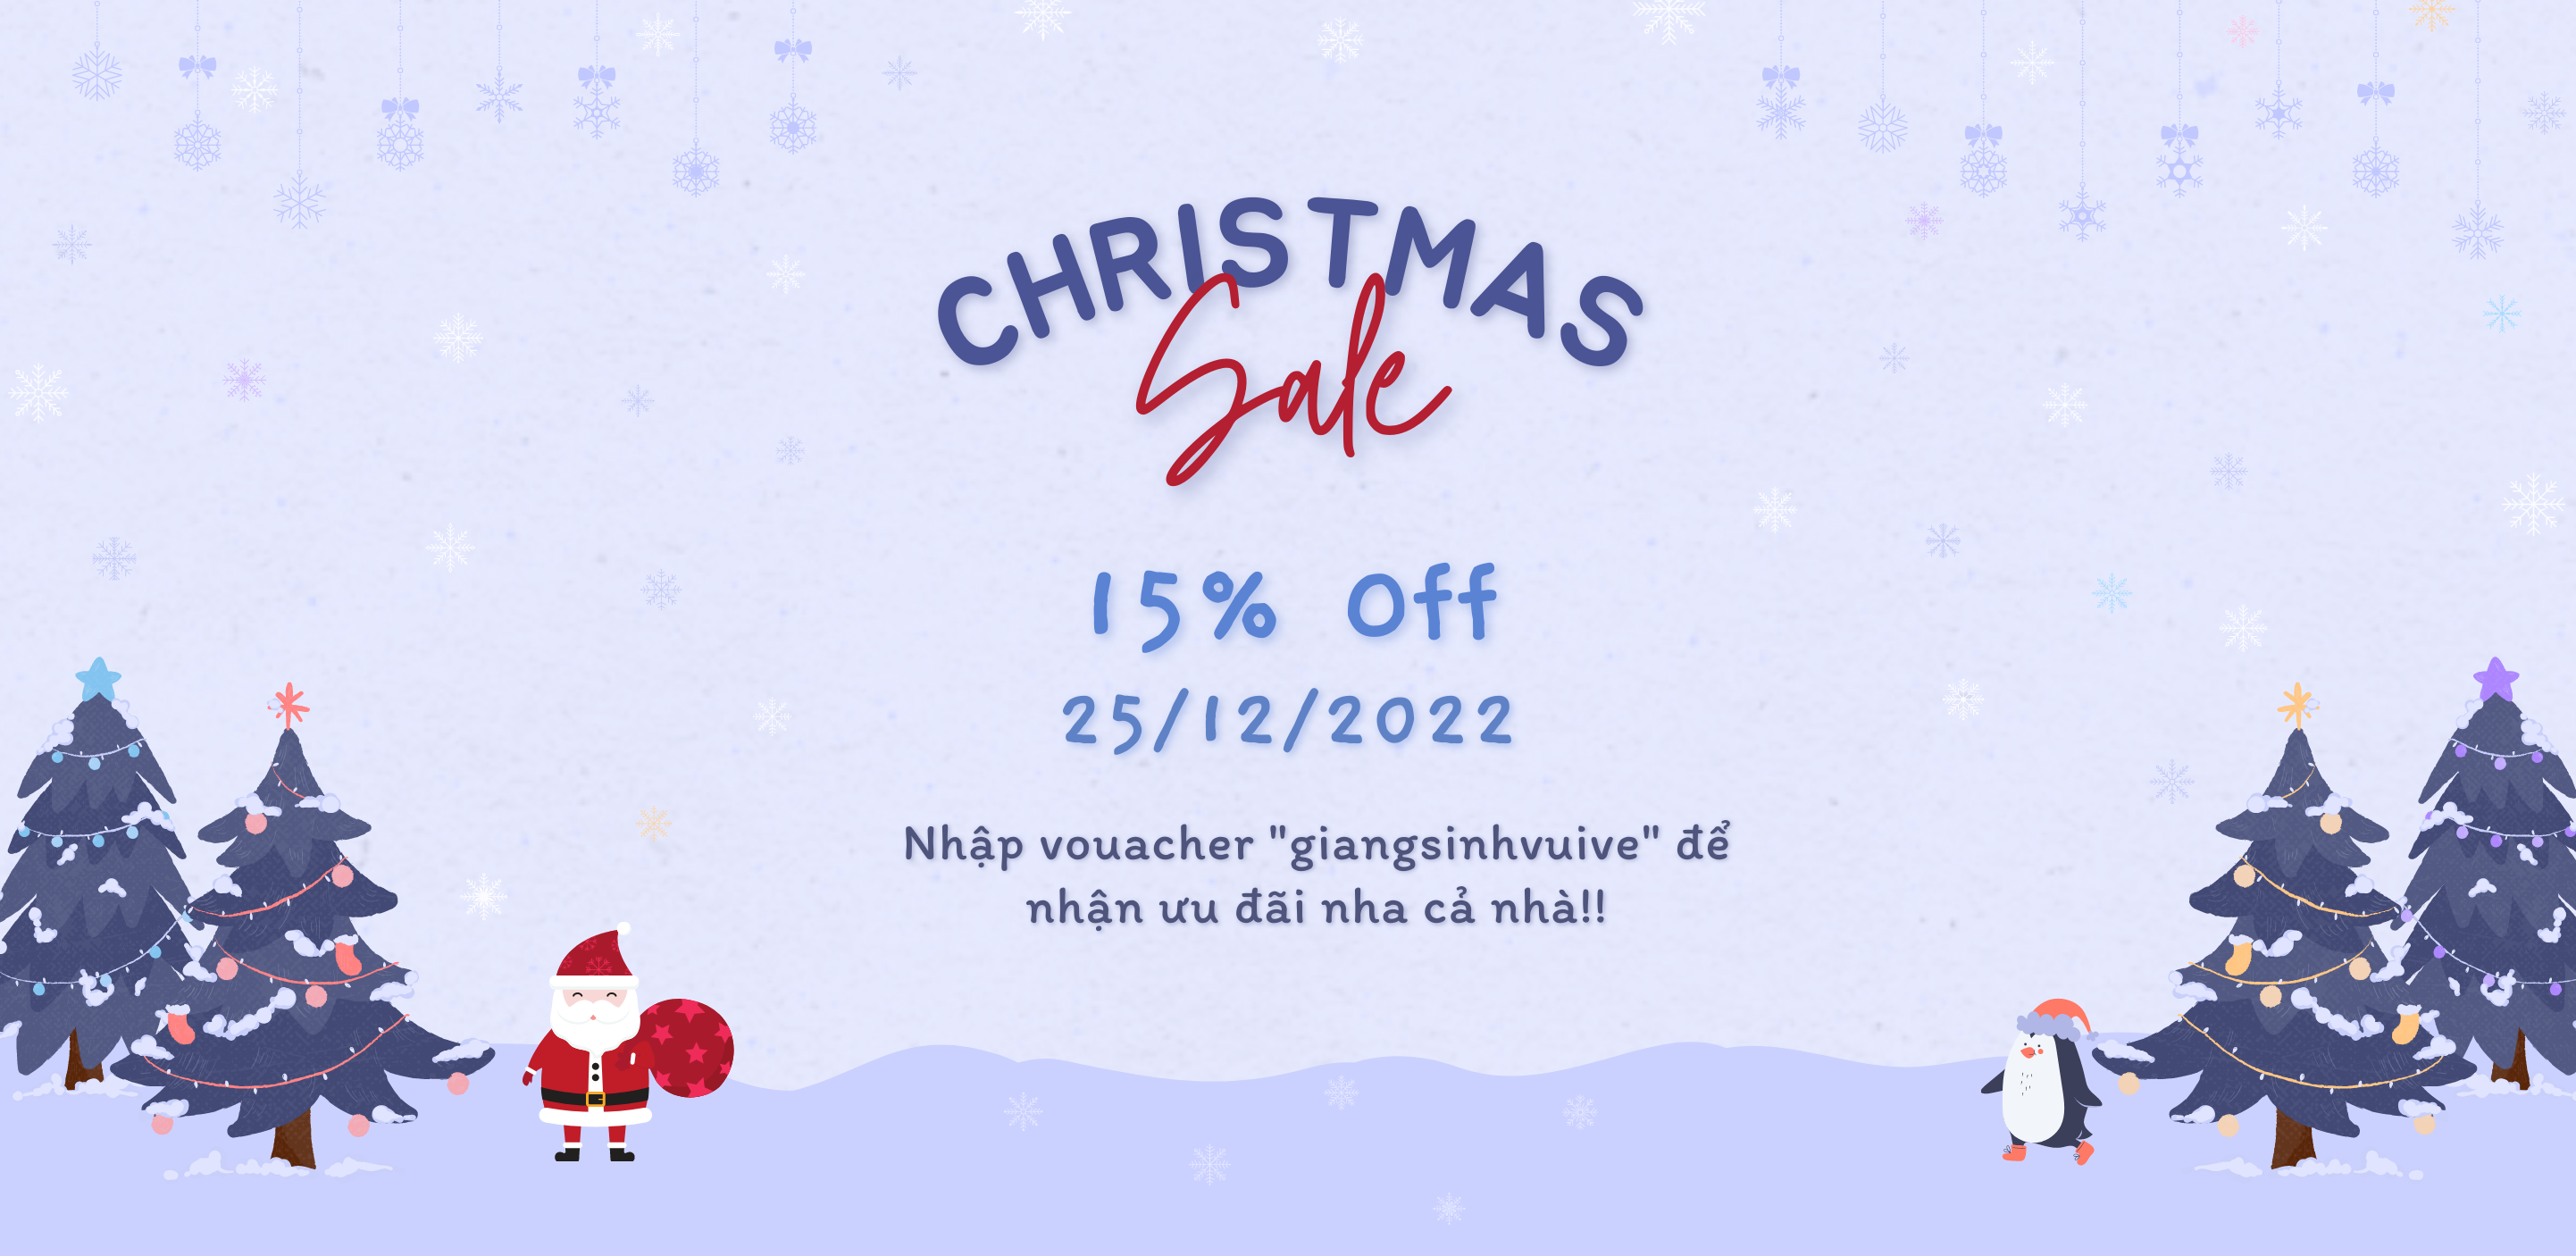 CHRISTMAS
Sale
15% Off
25/12/2022
Nhập vouacher "giangsinhvuive" để
nhận ưu đãi nha cả nhà!!